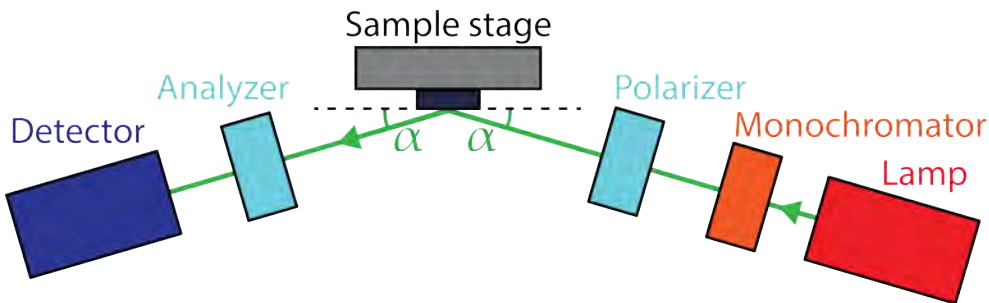 Sample stage
Analyzer
Polarizer
Detector
Monochromator
α
α
Lamp